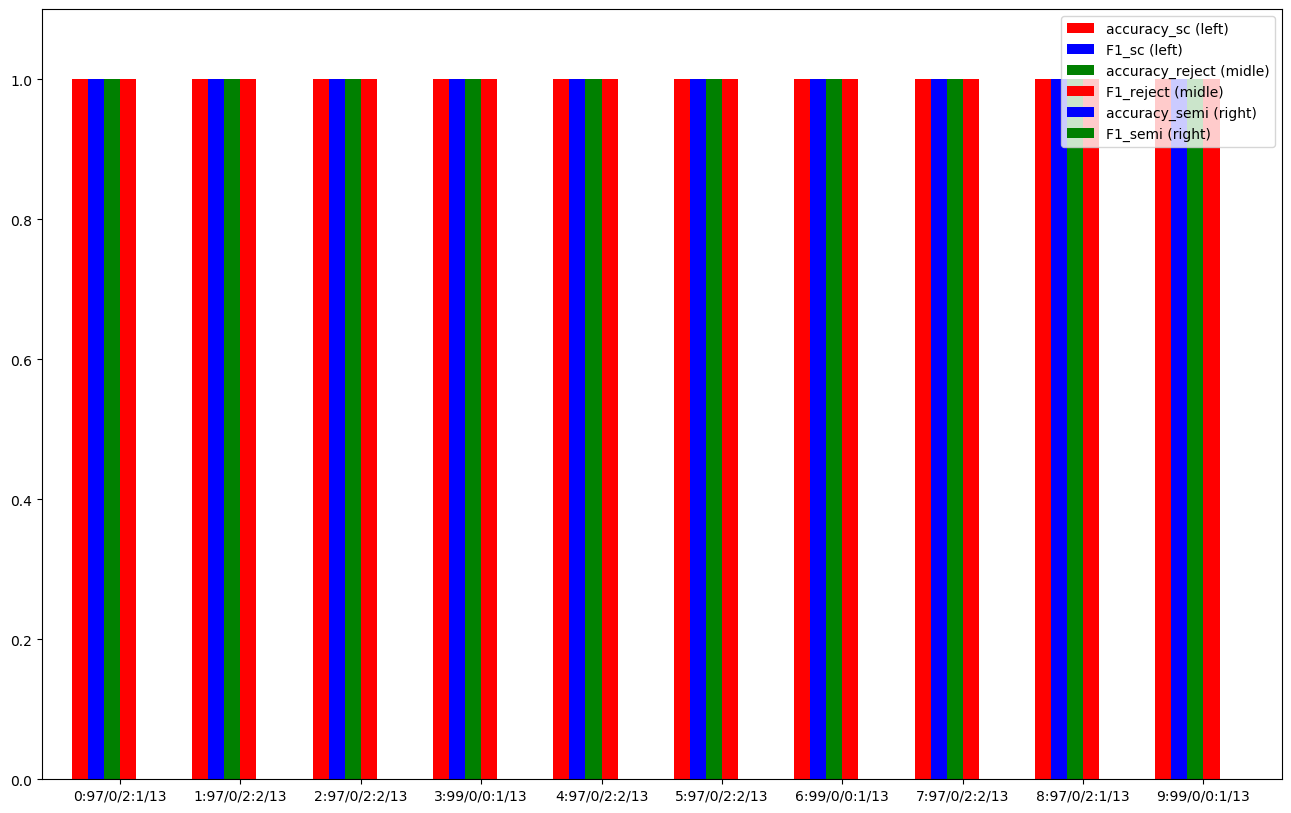 accuracy_sc (left)
F1_sc (left)
accuracy_reject (midle)
F1_reject (midle)
accuracy_semi (right)
F1_semi (right)
1.0
0.8
0.6
0.4
0.2
0.0
0:97/0/2:1/13 1:97/0/2:2/13 2:97/0/2:2/13 3:99/0/0:1/13 4:97/0/2:2/13 5:97/0/2:2/13 6:99/0/0:1/13 7:97/0/2:2/13 8:97/0/2:1/13 9:99/0/0:1/13